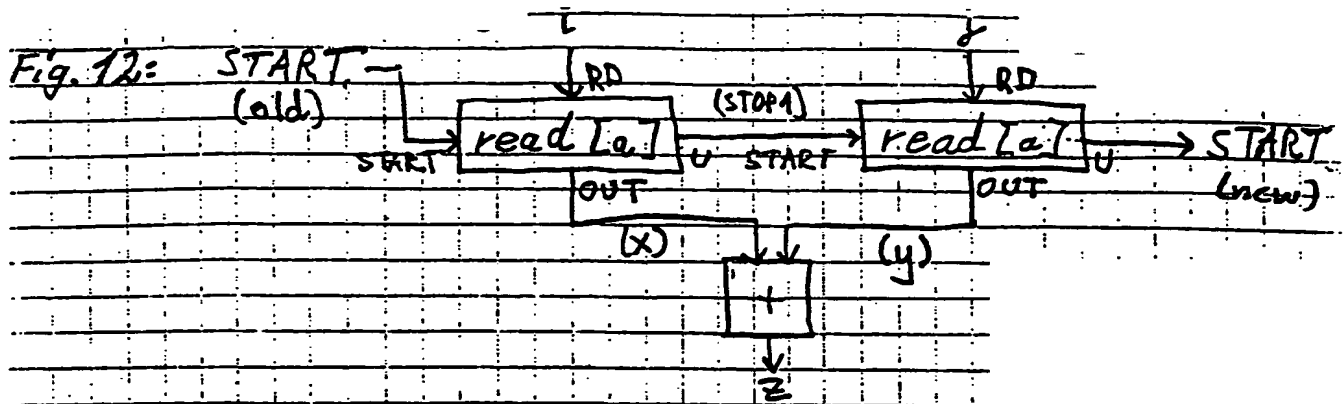 i j
Fig. 12: START RD RD
(old) (STOP1)
START read [a] U START read [a] U START
OUT OUT (new)
(x) (y)
+
z